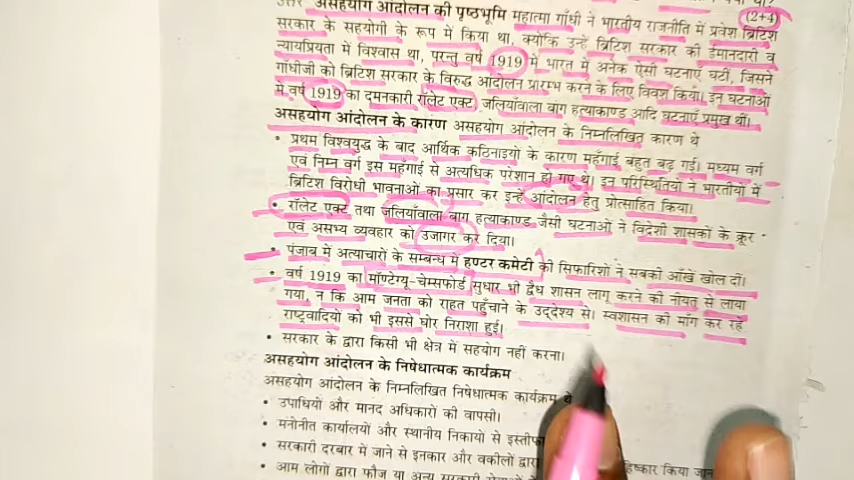 उत्तर असहयोग आंदोलन की पृष्ठभूमि महात्मा गाँधी ने भारतीय राजनीति में प्रवेश ब्रिटिश
(2+4)
सरकार के सहयोगी के रूप में किया था, क्योंकि उन्हें ब्रिटिश सरकार की ईमानदारी व
न्यायप्रियता में विश्वास था, परन्तु वर्ष 1919 में भारत में अनेक ऐसी घटनाएँ घटीं, जिसने
गाँधीजी को ब्रिटिश सरकार के विरुद्ध आंदोलन प्रारम्भ करने के लिए विवश किया। इन घटनाओं
में वर्ष 1919 का दमनकारी रॉलेट एक्ट जलियाँवाला बाग हत्याकाण्ड आदि घटनाएँ प्रमुख थीं।
असहयोग आंदोलन के कारण असहयोग आंदोलन के निम्नलिखित कारण थे
• प्रथम विश्वयुद्ध के बाद आर्थिक कठिनाइयों के कारण महँगाई बहुत बढ़ गई। मध्यम वर्ग
एवं निम्न वर्ग इस महँगाई से अत्यधिक परेशान हो गए थे। इन परिस्थितियों ने भारतीयों में
ब्रिटिश विरोधी भावनाओं का प्रसार कर इन्हें आंदोलन हेतु प्रोत्साहित किया।
• रॉलेट एक्ट तथा जलियाँवाला बाग हत्याकाण्ड जैसी घटनाओं ने विदेशी शासकों के क्रूर
एवं असभ्य व्यवहार को उजागर कर दिया।
• पंजाब में अत्याचारों के सम्बन्ध में हण्टर कमेटी की सिफारिशों ने सबकी आँखें खोल दीं।
• वर्ष 1919 का मॉण्टेग्यू-चेम्सफोर्ड सुधार भी द्वैध शासन लागू करने की नीयत से लाया
गया, न कि आम जनता को राहत पहुँचाने के उद्देश्य से। स्वशासन की माँग कर रहे
राष्ट्रवादियों को भी इससे घोर निराशा हुई।
• सरकार के द्वारा किसी भी क्षेत्र में सहयोग नहीं करना।
असहयोग आंदोलन के निषेधात्मक कार्यक्रम
असहयोग आंदोलन के निम्नलिखित निषेधात्मक कार्यक्रम थे
• उपाधियों और मानद अधिकारों की वापसी।
• मनोनीत कार्यालयों और स्थानीय निकायों से इस्तीफा
• सरकारी दरबार में जाने से इनकार और वकीलों द्वारा हिष्कार किया जा
• आम लोगों द्वारा फौज या अन्य सरकारी